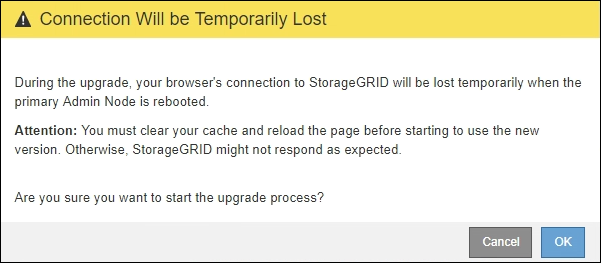 Connection Will be Temporarily Lost
During the upgrade, your browser's connection to StorageGRID will be lost temporarily when the
primary Admin Node is rebooted.
Attention: You must clear your cache and reload the page before starting to use the new
version. Otherwise, StorageGRID might not respond as expected.
Are you sure you want to start the upgrade process?
Cancel
OK